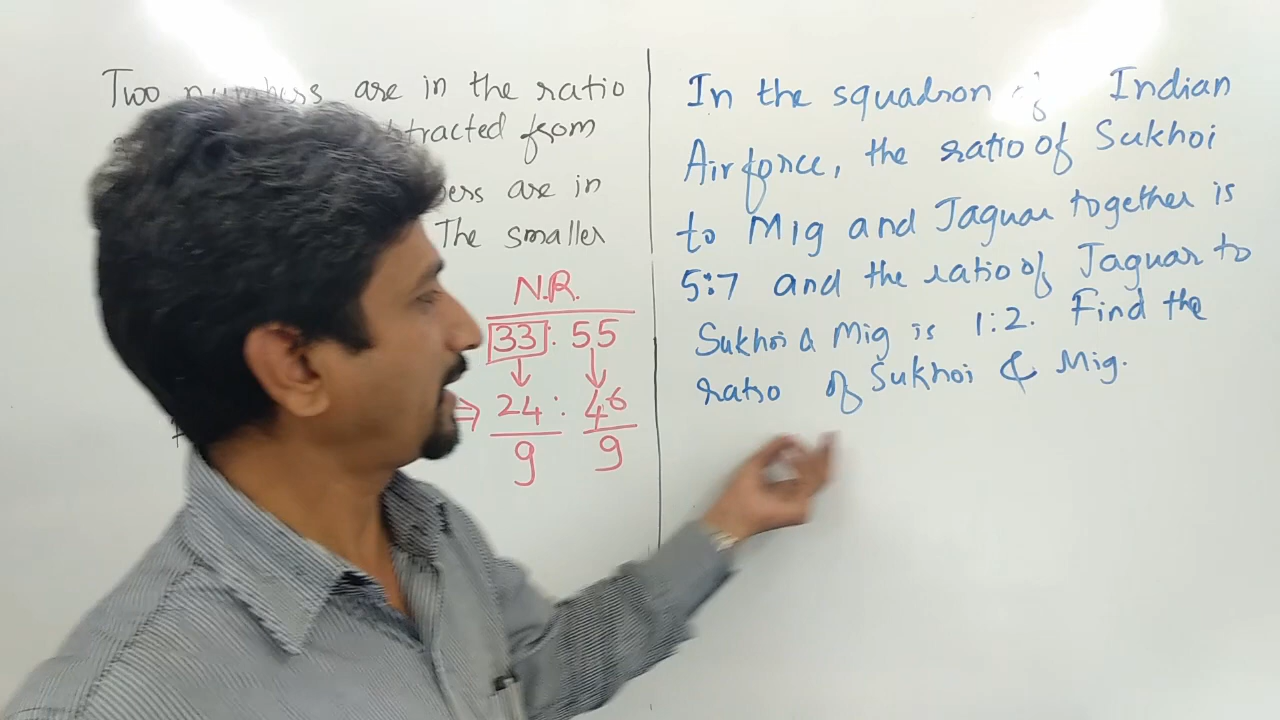 Two numbers are in the ratio
subtracted from
are in
The smaller
N.R.
33 : 55
⇒ 24 : 46
9 9
In the squadron of Indian
Airforce, the ratio of Sukhoi
to Mig and Jaguar together is
5:7 and the ratio of Jaguar to
Sukhoi & Mig is 1:2. Find the
ratio of Sukhoi & Mig.